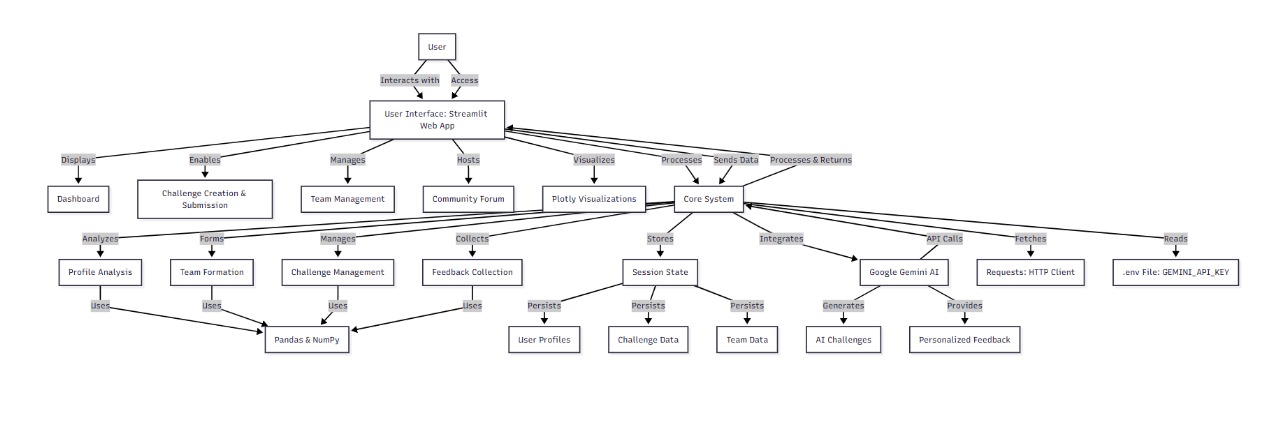 User
Interacts with
Access
User Interface: Streamlit
Web App
Displays
Enables
Manages
Hosts
Visualizes
Processes
Sends Data
Processes & Returns
Dashboard
Challenge Creation &
Submission
Team Management
Community Forum
Plotly Visualizations
Core System
Analyzes
Forms
Manages
Collects
Stores
Integrates
API Calls
Fetches
Reads
Profile Analysis
Team Formation
Challenge Management
Feedback Collection
Session State
Google Gemini AI
Requests: HTTP Client
.env File: GEMINI_API_KEY
Uses
Uses
Uses
Uses
Persists
Persists
Persists
Generates
Provides
Pandas & NumPy
User Profiles
Challenge Data
Team Data
AI Challenges
Personalized Feedback